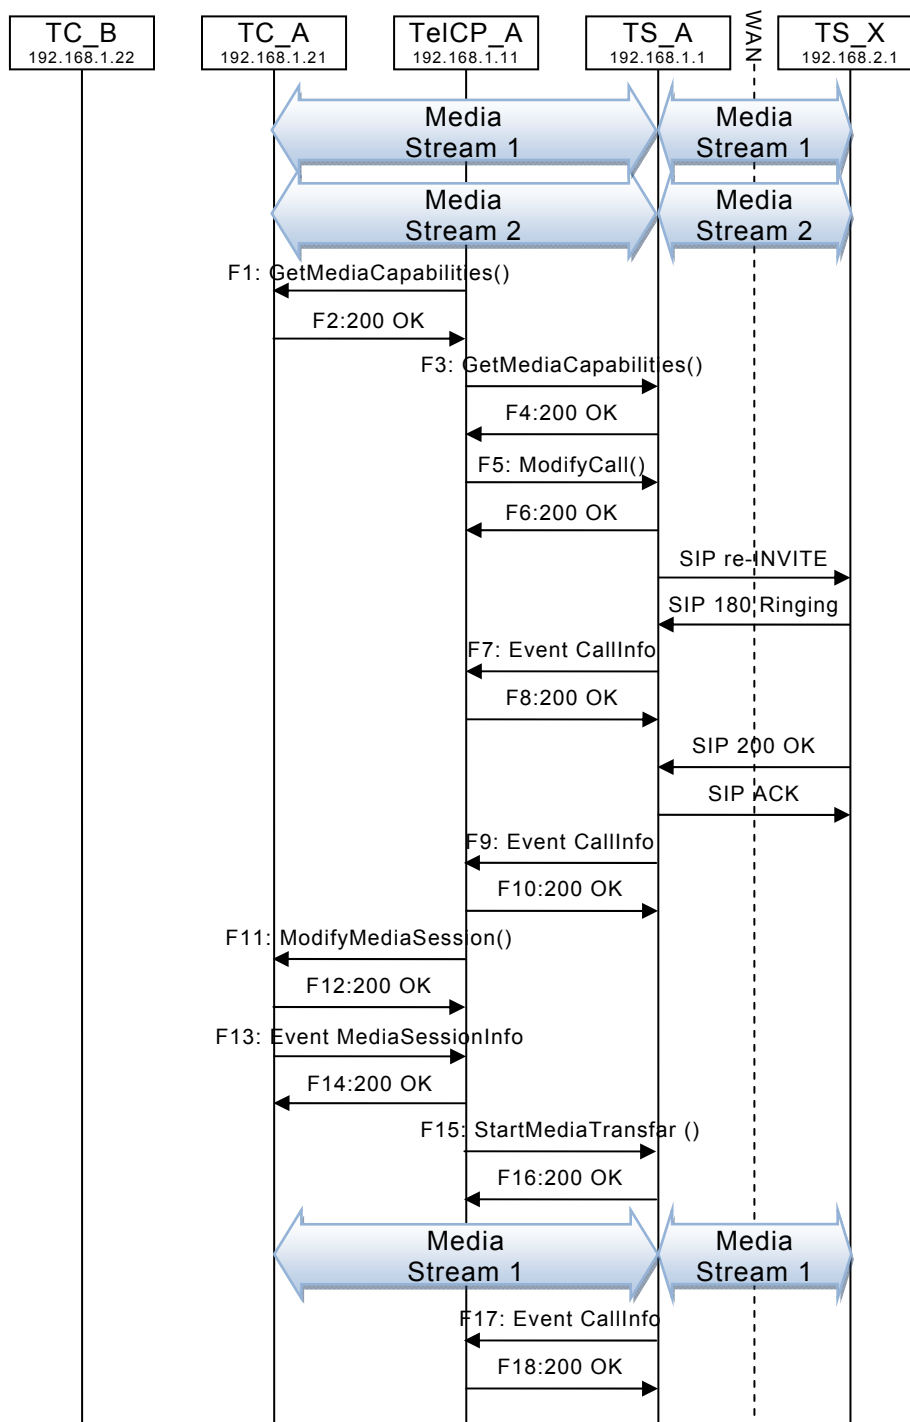 TC_B
192.168.1.22
TC_A
192.168.1.21
TelCP_A
192.168.1.11
TS_A
192.168.1.1
WAN
TS_X
192.168.2.1
Media
Stream 1
Media
Stream 1
Media
Stream 2
Media
Stream 2
F1: GetMediaCapabilities()
F2:200 OK
F3: GetMediaCapabilities()
F4:200 OK
F5: ModifyCall()
F6:200 OK
SIP re-INVITE
SIP 180 Ringing
F7: Event CallInfo
F8:200 OK
SIP 200 OK
SIP ACK
F9: Event CallInfo
F10:200 OK
F11: ModifyMediaSession()
F12:200 OK
F13: Event MediaSessionInfo
F14:200 OK
F15: StartMediaTransfar ()
F16:200 OK
Media
Stream 1
Media
Stream 1
F17: Event CallInfo
F18:200 OK